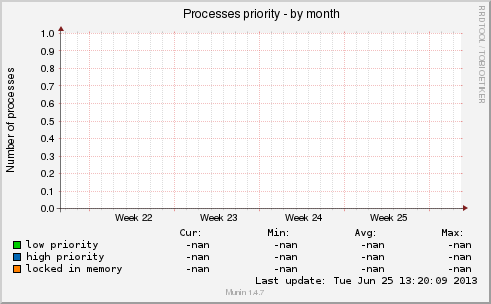 Processes priority - by month
RRDTOOL / TOBI OETIKER
Number of processes
1.0
0.9
0.8
0.7
0.6
0.5
0.4
0.3
0.2
0.1
0.0
Week 22 Week 23 Week 24 Week 25
Cur: Min: Avg: Max:
low priority -nan -nan -nan -nan
high priority -nan -nan -nan -nan
locked in memory -nan -nan -nan -nan
Last update: Tue Jun 25 13:20:09 2013
Munin 1.4.7